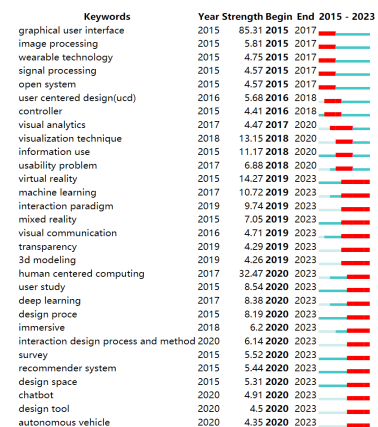 Keywords Year Strength Begin End 2015 - 2023
graphical user interface 2015 85.31 2015 2017
image processing 2015 5.81 2015 2017
wearable technology 2015 4.75 2015 2017
signal processing 2015 4.57 2015 2017
open system 2015 4.57 2015 2017
user centered design(ucd) 2016 5.68 2016 2018
controller 2015 4.41 2016 2018
visual analytics 2017 4.47 2017 2020
visualization technique 2018 13.15 2018 2020
information use 2015 11.17 2018 2020
usability problem 2017 6.88 2018 2020
virtual reality 2015 14.27 2019 2023
machine learning 2017 10.72 2019 2023
interaction paradigm 2019 9.74 2019 2023
mixed reality 2015 7.05 2019 2023
visual communication 2016 4.71 2019 2023
transparency 2019 4.29 2019 2023
3d modeling 2019 4.26 2019 2023
human centered computing 2017 32.47 2020 2023
user study 2015 8.54 2020 2023
deep learning 2017 8.38 2020 2023
design proce 2015 8.19 2020 2023
immersive 2018 6.2 2020 2023
interaction design process and method 2020 6.14 2020 2023
survey 2015 5.52 2020 2023
recommender system 2015 5.44 2020 2023
design space 2015 5.31 2020 2023
chatbot 2020 4.91 2020 2023
design tool 2020 4.5 2020 2023
autonomous vehicle 2020 4.35 2020 2023